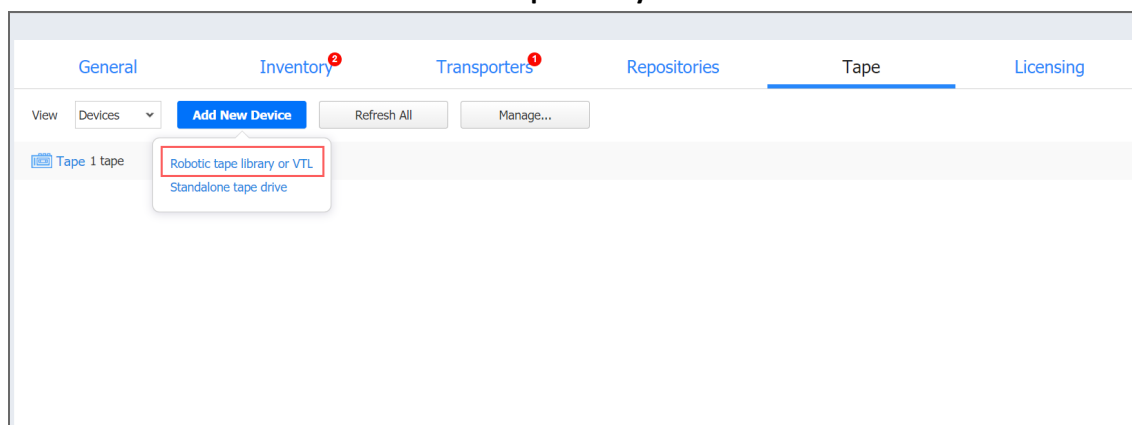 General Inventory 2 Transporters 1 Repositories Tape Licensing
View Devices Add New Device Refresh All Manage...
Tape 1 tape
Robotic tape library or VTL
Standalone tape drive